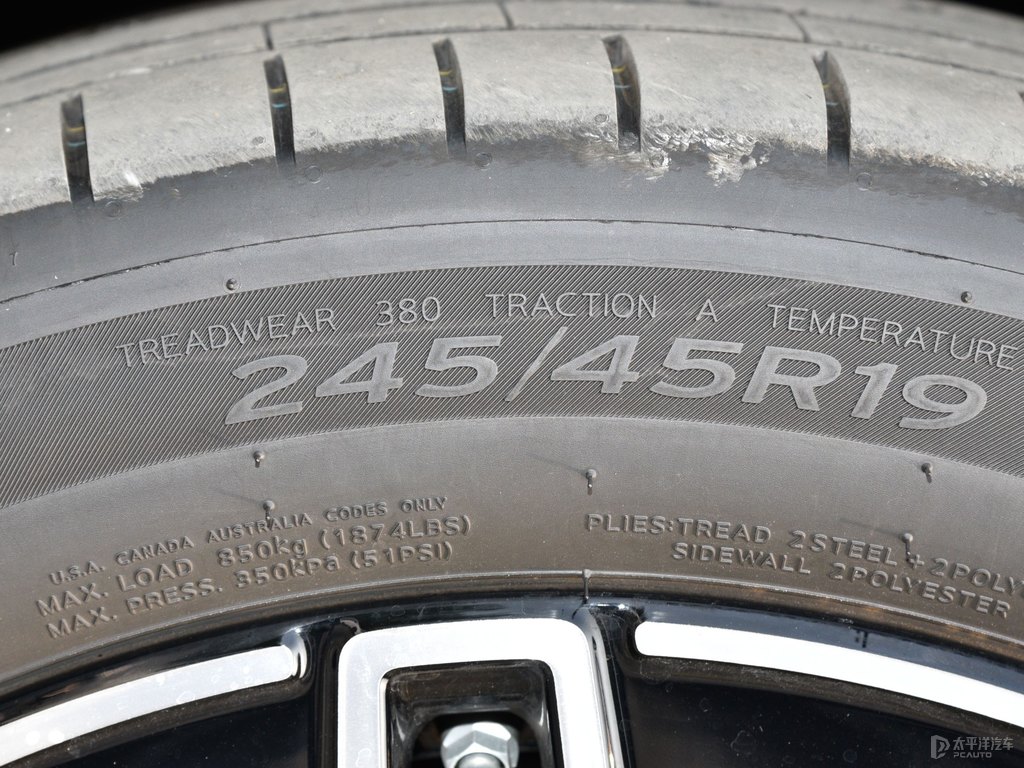 TREADWEAR 380 TRACTION A TEMPERATURE
245/45R19
U.S.A. CANADA AUSTRALIA CODES ONLY
MAX. LOAD 850kg (1874LBS)
MAX. PRESS. 350kPa (51PSI)
PLIES:TREAD 2STEEL+2POLY
SIDEWALL 2POLYESTER
太平洋汽车
PCAUTO